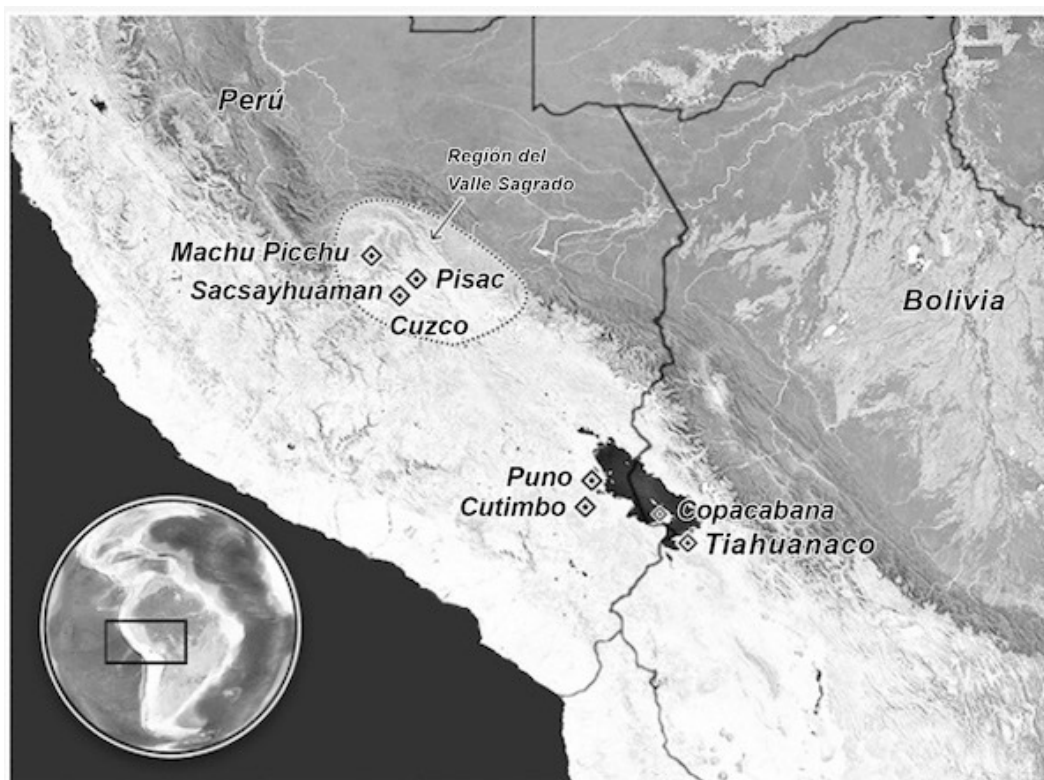 Perú
Región del
Valle Sagrado
Machu Picchu
Pisac
Sacsayhuaman
Cuzco
Bolivia
Puno
Cutimbo
Copacabana
Tiahuanaco